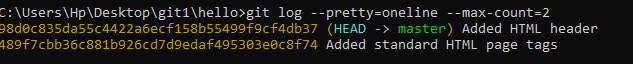 C:\Users\Hp\Desktop\git1\hello>git log --pretty=oneline --max-count=2
98d0c835da55c4422a6ecf158b55499f9cf4db37 (HEAD -> master) Added HTML header
489f7cbb36c881b926cd7d9edaf495303e0c8f74 Added standard HTML page tags